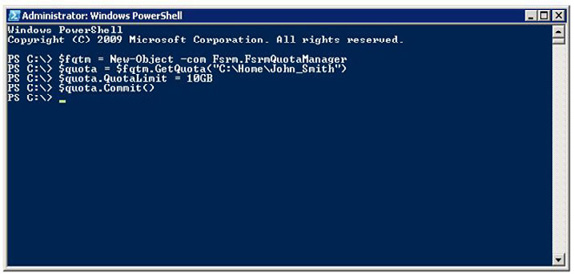 Administrator: Windows PowerShell
Windows PowerShell
Copyright (C) 2009 Microsoft Corporation. All rights reserved.
PS C:\> $fqtm = New-Object -com Fsrm.FsrmQuotaManager
PS C:\> $quota = $fqtm.GetQuota("C:\Home\John_Smith")
PS C:\> $quota.QuotaLimit = 10GB
PS C:\> $quota.Commit()
PS C:\> _